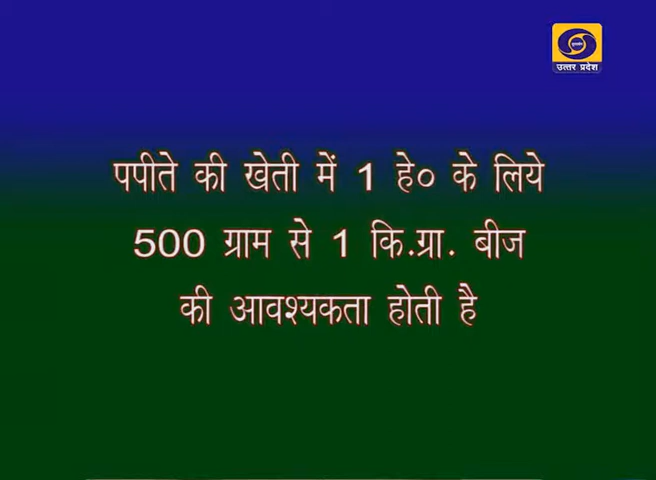 उत्तर प्रदेश
पपीते की खेती में 1 हे० के लिये
500 ग्राम से 1 कि.ग्रा. बीज
की आवश्यकता होती है